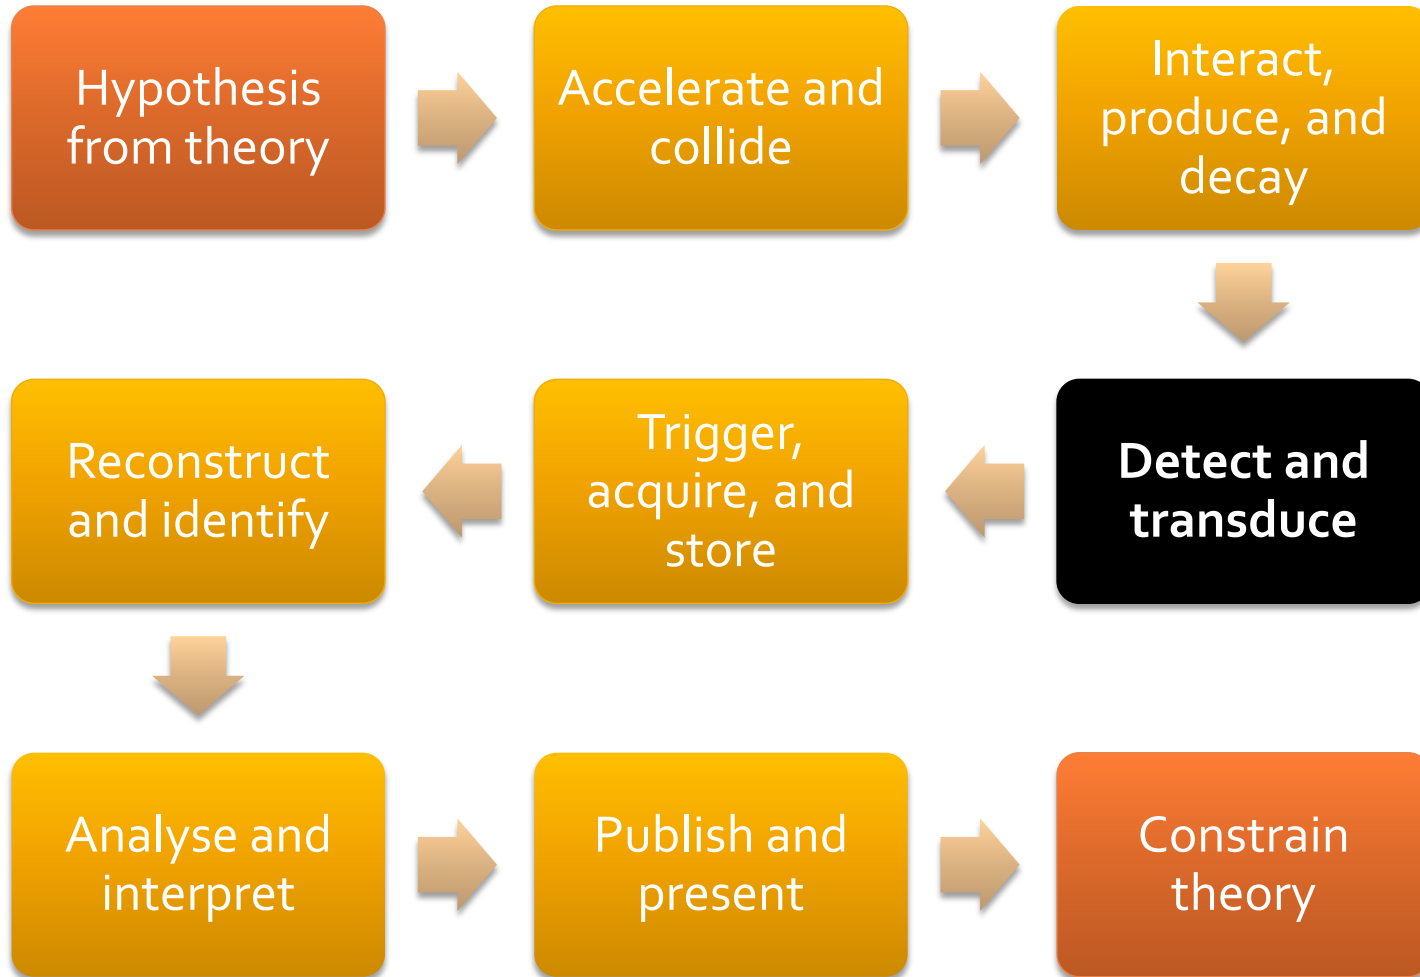 Hypothesis
from theory
Accelerate and
collide
Interact,
produce, and
decay
Detect and
transduce
Trigger,
acquire, and
store
Reconstruct
and identify
Analyse and
interpret
Publish and
present
Constrain
theory